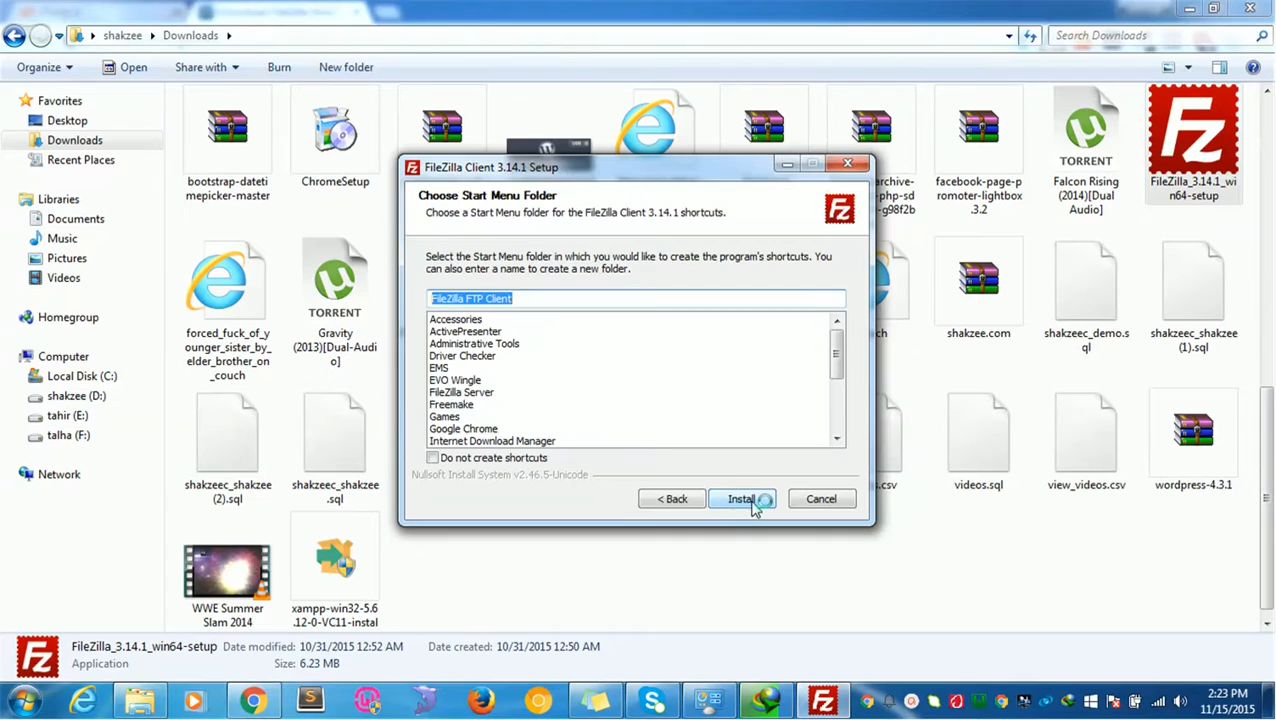 shakzee
Downloads
Search Downloads
Organize
Open
Share with
Burn
New folder
Favorites
Desktop
Downloads
Recent Places
Libraries
Documents
Music
Pictures
Videos
Homegroup
Computer
Local Disk (C:)
shakzee (D:)
tahir (E:)
talha (F:)
Network
bootstrap-dateti
mepicker-master
ChromeSetup
archive-
php-sd
g98f2b
facebook-page-p
romoter-lightbox
.3.2
TORRENT
Falcon Rising
(2014)[Dual
Audio]
FileZilla_3.14.1_wi
n64-setup
forced_fuck_of_y
ounger_sister_by_
elder_brother_on
_couch
TORRENT
Gravity
(2013)[Dual-Audi
o]
shakzee.com
shakzeec_demo.s
ql
shakzeec_shakzee
(1).sql
shakzeec_shakzee
(2).sql
shakzeec_shakzee
.sql
.csv
videos.sql
view_videos.csv
wordpress-4.3.1
WWE Summer
Slam 2014
xampp-win32-5.6
.12-0-VC11-instal
FileZilla Client 3.14.1 Setup
Choose Start Menu Folder
Choose a Start Menu folder for the FileZilla Client 3.14.1 shortcuts.
Select the Start Menu folder in which you would like to create the program's shortcuts. You
can also enter a name to create a new folder.
FileZilla FTP Client
Accessories
ActivePresenter
Administrative Tools
Driver Checker
EMS
EVO Wingle
FileZilla Server
Freemake
Games
Google Chrome
Internet Download Manager
Do not create shortcuts
Nullsoft Install System v2.46.5-Unicode
< Back
Install
Cancel
FileZilla_3.14.1_win64-setup Date modified: 10/31/2015 12:52 AM Date created: 10/31/2015 12:50 AM
Application Size: 6.23 MB
2:23 PM
11/15/2015